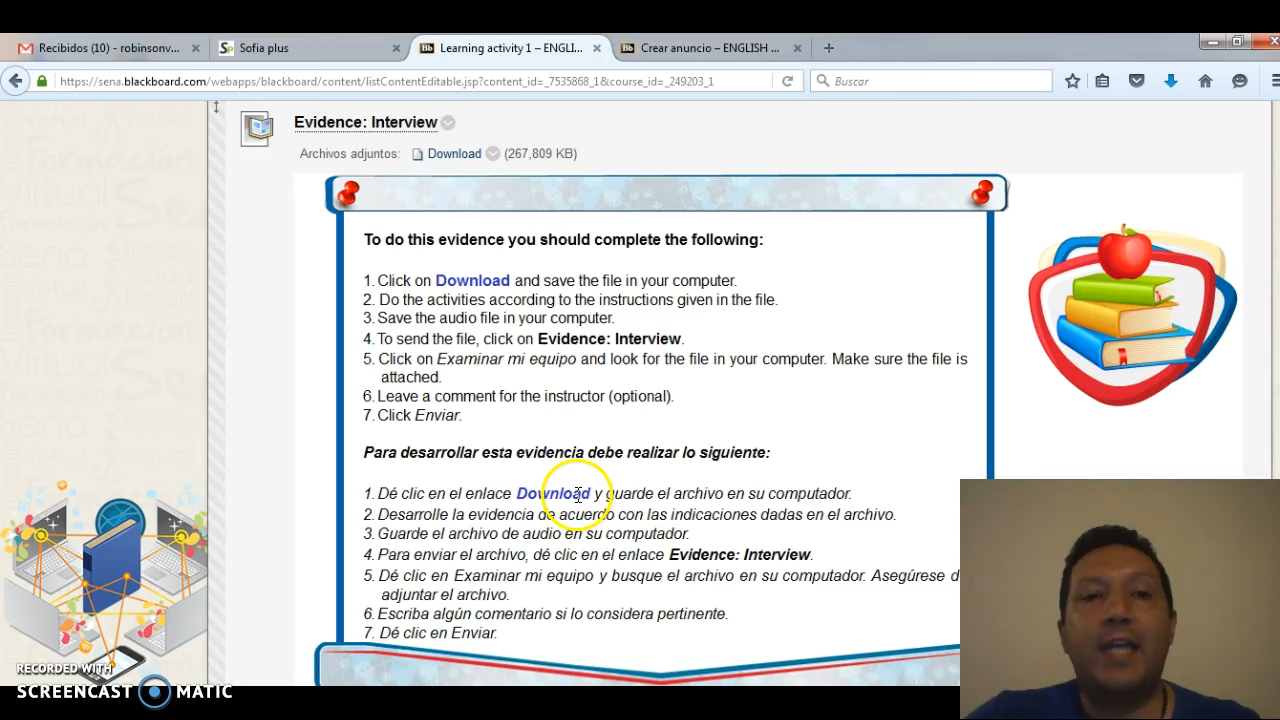 Recibidos (10) - robinsonv...
Sofia plus
Learning activity 1 – ENGLI...
Crear anuncio – ENGLISH ...
https://sena.blackboard.com/webapps/blackboard/content/listContentEditable.jsp?content_id=_7535868_1&course_id=_249203_1
Buscar
Evidence: Interview
Archivos adjuntos: Download (267,809 KB)
To do this evidence you should complete the following:
1. Click on Download and save the file in your computer.
2. Do the activities according to the instructions given in the file.
3. Save the audio file in your computer.
4. To send the file, click on Evidence: Interview.
5. Click on Examinar mi equipo and look for the file in your computer. Make sure the file is
attached.
6. Leave a comment for the instructor (optional).
7. Click Enviar.
Para desarrollar esta evidencia debe realizar lo siguiente:
1. Dé clic en el enlace Download y guarde el archivo en su computador.
2. Desarrolle la evidencia de acuerdo con las indicaciones dadas en el archivo.
3. Guarde el archivo de audio en su computador.
4. Para enviar el archivo, dé clic en el enlace Evidence: Interview.
5. Dé clic en Examinar mi equipo y busque el archivo en su computador. Asegúrese d
adjuntar el archivo.
6. Escriba algún comentario si lo considera pertinente.
7. Dé clic en Enviar.
RECORDED WITH
SCREENCAST MATIC